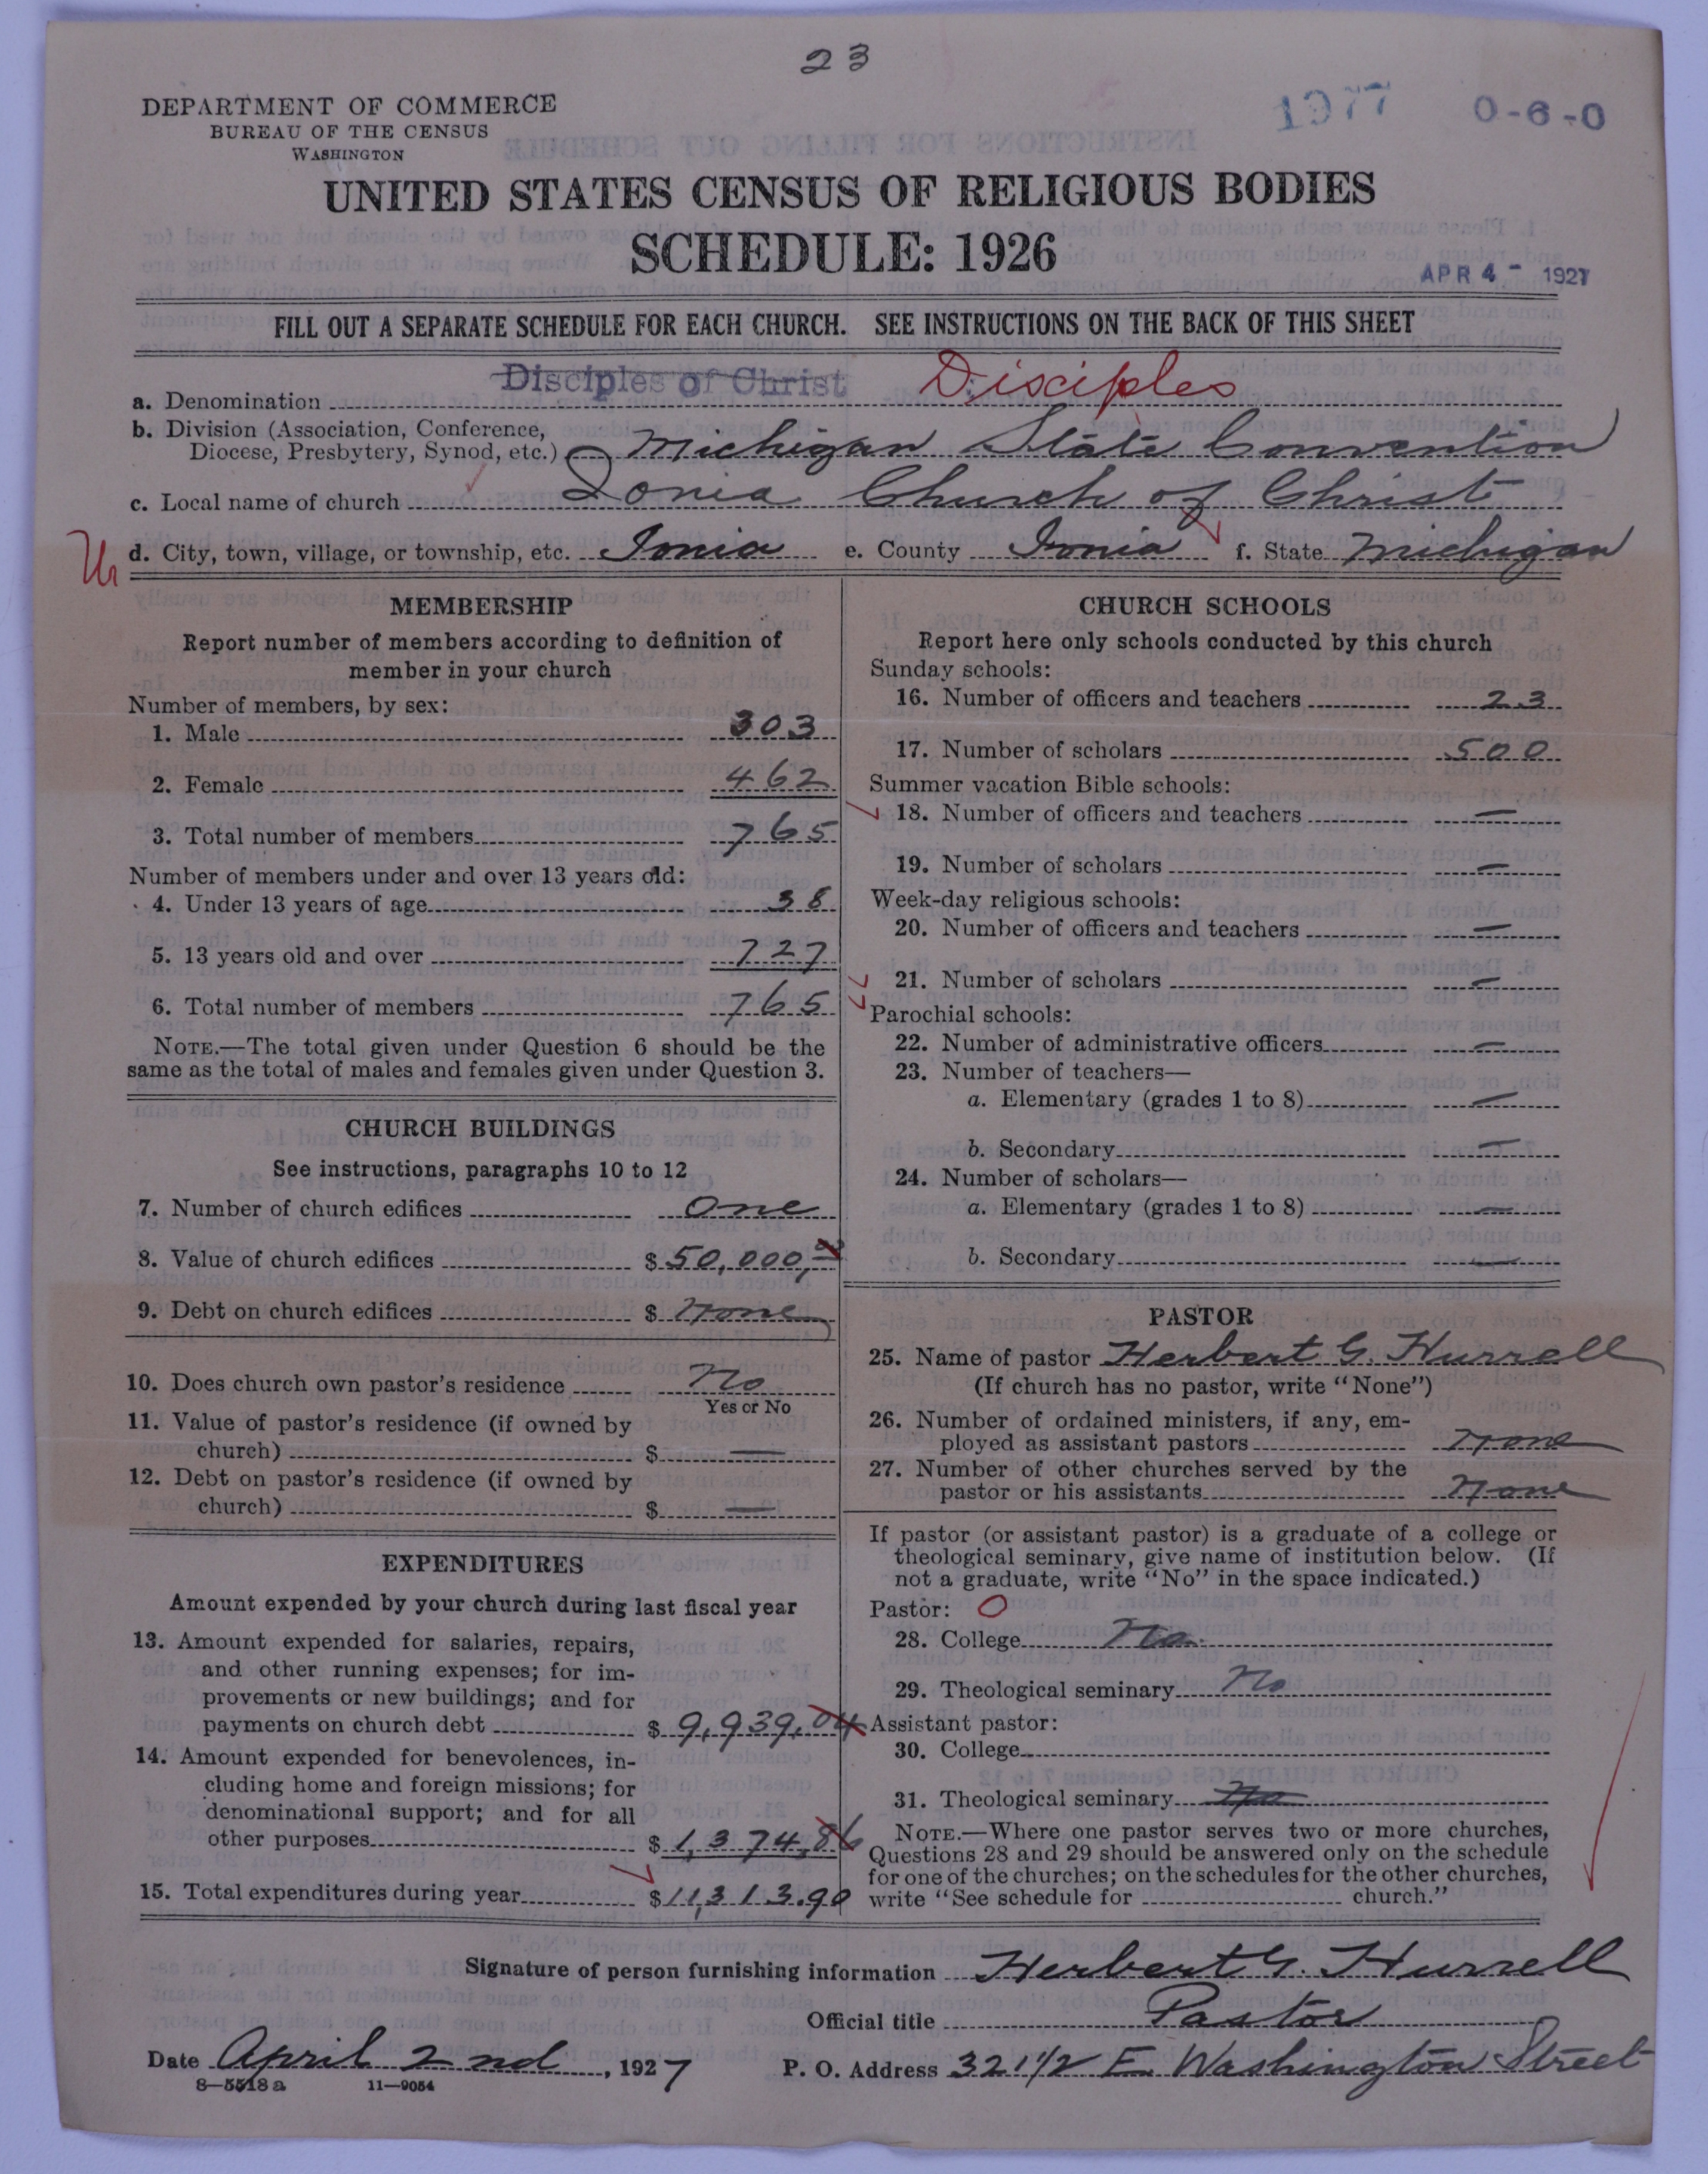 23
DEPARTMENT OF COMMERCE
BUREAU OF THE CENSUS
WASHINGTON
1977 0-6-0
UNITED STATES CENSUS OF RELIGIOUS BODIES
SCHEDULE: 1926
APR 4 - 1927
FILL OUT A SEPARATE SCHEDULE FOR EACH CHURCH. SEE INSTRUCTIONS ON THE BACK OF THIS SHEET
a. Denomination Disciples of Christ Disciples
b. Division (Association, Conference,
Diocese, Presbytery, Synod, etc.) Michigan State Convention
c. Local name of church Ionia Church of Christ
d. City, town, village, or township, etc. Ionia e. County Ionia f. State Michigan
MEMBERSHIP
Report number of members according to definition of
member in your church
Number of members, by sex:
1. Male 303
2. Female 462
3. Total number of members 765
Number of members under and over 13 years old:
4. Under 13 years of age 38
5. 13 years old and over 727
6. Total number of members 765
NOTE.—The total given under Question 6 should be the
same as the total of males and females given under Question 3.
CHURCH BUILDINGS
See instructions, paragraphs 10 to 12
7. Number of church edifices One
8. Value of church edifices $ 50,000,00
9. Debt on church edifices $ None
10. Does church own pastor's residence No
Yes or No
11. Value of pastor's residence (if owned by
church) $ —
12. Debt on pastor's residence (if owned by
church) $ —
EXPENDITURES
Amount expended by your church during last fiscal year
13. Amount expended for salaries, repairs,
and other running expenses; for im-
provements or new buildings; and for
payments on church debt $ 9,939,04
14. Amount expended for benevolences, in-
cluding home and foreign missions; for
denominational support; and for all
other purposes $ 1,374,86
15. Total expenditures during year $ 11,313.90
CHURCH SCHOOLS
Report here only schools conducted by this church
Sunday schools:
16. Number of officers and teachers 23
17. Number of scholars 500
Summer vacation Bible schools:
18. Number of officers and teachers —
19. Number of scholars —
Week-day religious schools:
20. Number of officers and teachers —
21. Number of scholars —
Parochial schools:
22. Number of administrative officers —
23. Number of teachers—
a. Elementary (grades 1 to 8) —
b. Secondary —
24. Number of scholars—
a. Elementary (grades 1 to 8) —
b. Secondary —
PASTOR
25. Name of pastor Herbert G. Hurrell
(If church has no pastor, write "None")
26. Number of ordained ministers, if any, em-
ployed as assistant pastors None
27. Number of other churches served by the
pastor or his assistants None
If pastor (or assistant pastor) is a graduate of a college or
theological seminary, give name of institution below. (If
not a graduate, write "No" in the space indicated.)
Pastor: O
28. College No.
29. Theological seminary No
Assistant pastor:
30. College
31. Theological seminary No
NOTE.—Where one pastor serves two or more churches,
Questions 28 and 29 should be answered only on the schedule
for one of the churches; on the schedules for the other churches,
write "See schedule for church."
Signature of person furnishing information Herbert G. Hurrell
Official title Pastor
Date April 2nd, 1927 P. O. Address 321 1/2 E. Washington Street
8—5518 a 11—9054